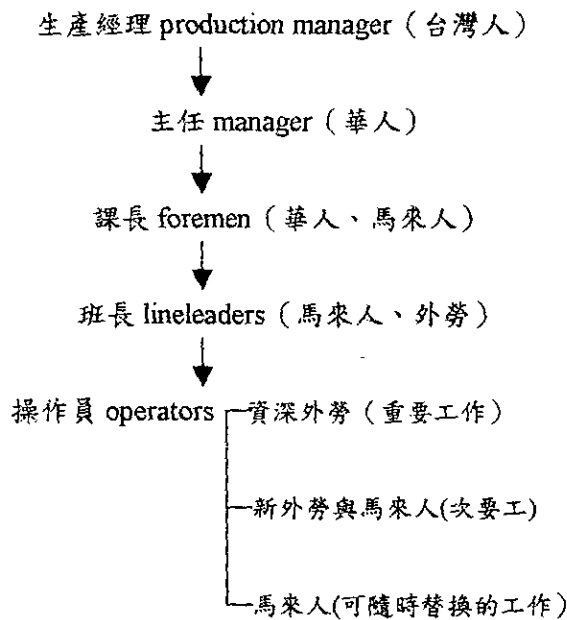 生產經理 production manager（台灣人）
主任 manager（華人）
課長 foremen（華人、馬來人）
班長 lineleaders（馬來人、外勞）
操作員 operators 資深外勞（重要工作）
新外勞與馬來人(次要工)
馬來人(可隨時替換的工作)